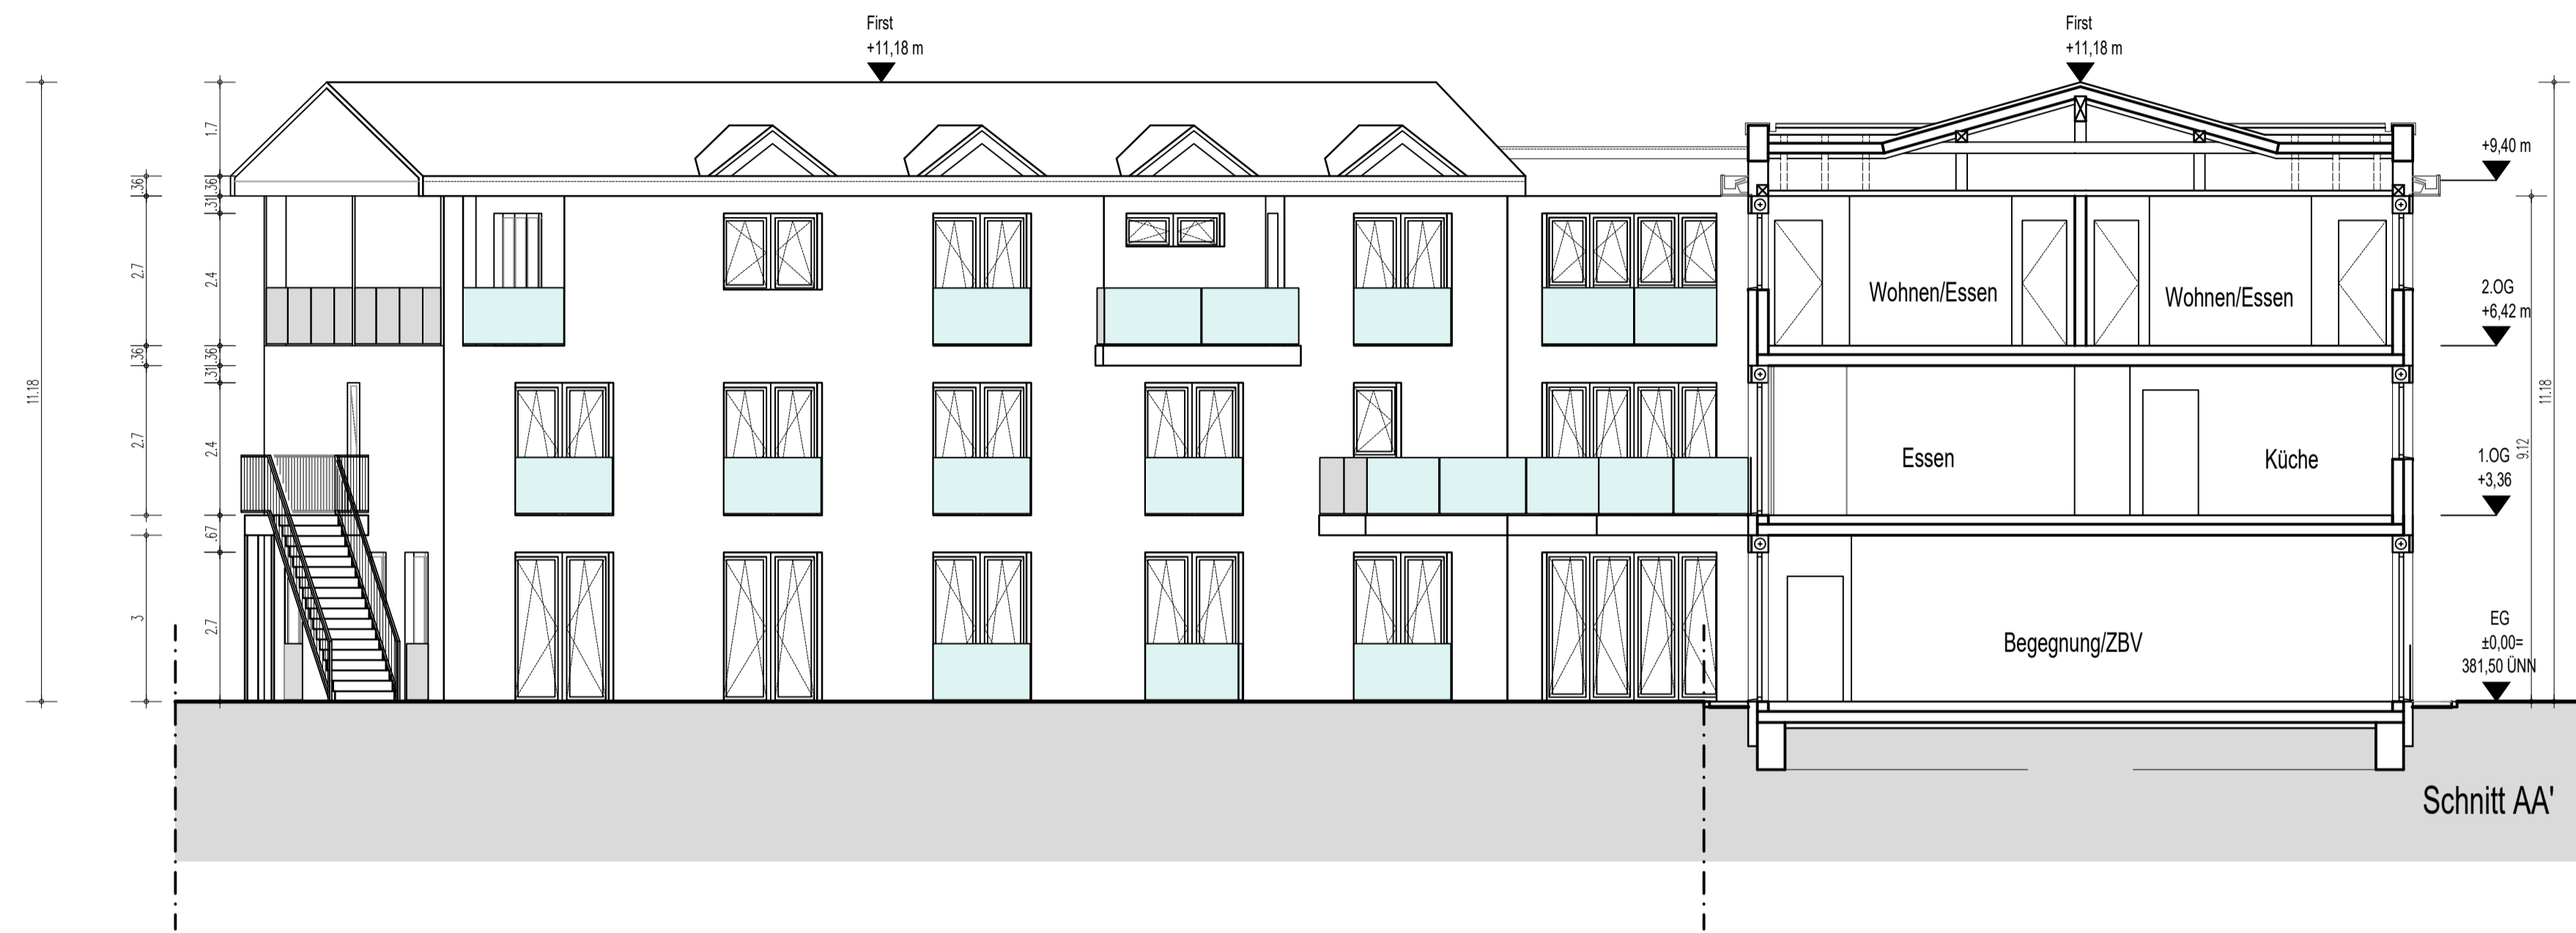 First
+11,18 m
First
+11,18 m
+9,40 m
2.OG
+6,42 m
1.OG
+3,36
EG
±0,00=
381,50 ÜNN
Wohnen/Essen
Wohnen/Essen
Essen
Küche
Begegnung/ZBV
Schnitt AA'
11.18
.36
2.7
.36
2.7
3
1.7
.36
.31
2.4
.36
.31
2.4
.67
2.7
9.12
11.18